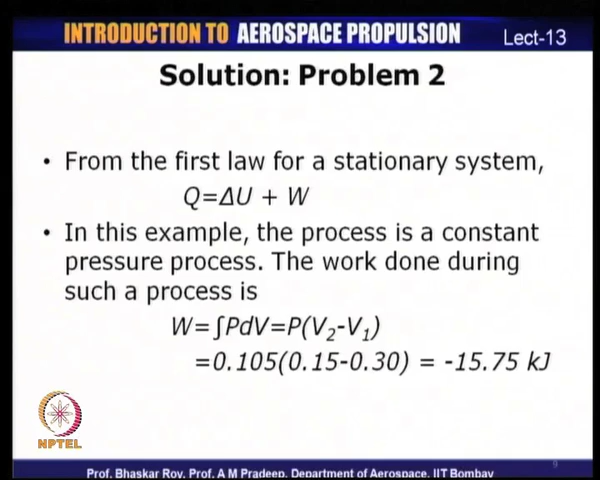 INTRODUCTION TO AEROSPACE PROPULSION Lect-13
Solution: Problem 2
• From the first law for a stationary system,
Q=ΔU + W
• In this example, the process is a constant
pressure process. The work done during
such a process is
W=∫PdV=P(V₂-V₁)
=0.105(0.15-0.30) = -15.75 kJ
NPTEL
9
Prof. Bhaskar Roy, Prof. A M Pradeep, Department of Aerospace, IIT Bombay